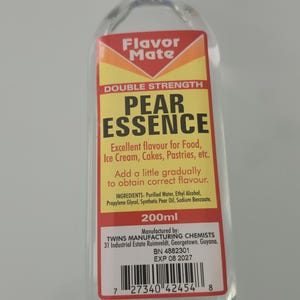 Flavor
Mate
DOUBLE STRENGTH
PEAR
ESSENCE
Excellent flavour for Food,
Ice Cream, Cakes, Pastries, etc.
Add a little gradually
to obtain correct flavour.
INGREDIENTS: Purified Water, Ethyl Alcohol,
Propylene Glycol, Synthetic Pear Oil, Sodium Benzoate.
200ml
Manufactured by:
TWINS MANUFACTURING CHEMISTS
31 Industrial Estate Ruimveldt, Georgetown, Guyana.
BN 4882301
EXP 08 2027
7 27340 42454 8